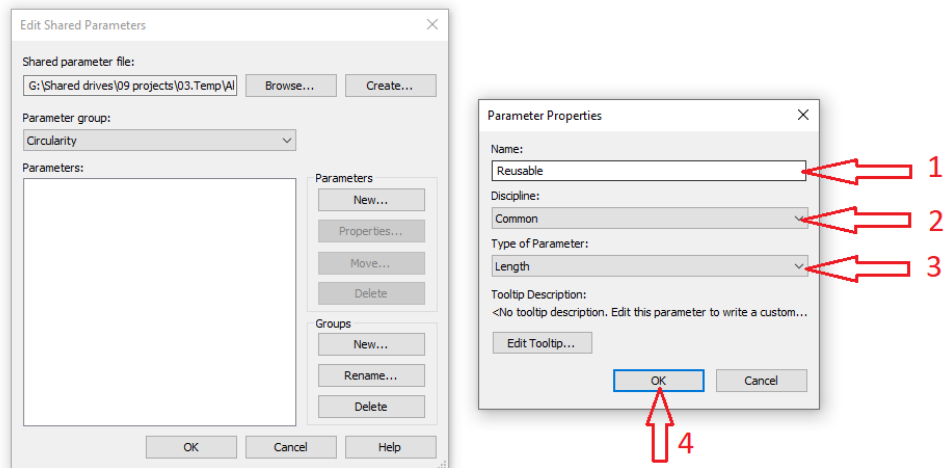 Edit Shared Parameters
Shared parameter file:
G:\Shared drives\09 projects\03.Temp\Al
Browse...
Create...
Parameter group:
Circularity
Parameters:
Parameters
New...
Properties...
Move...
Delete
Groups
New...
Rename...
Delete
OK
Cancel
Help
Parameter Properties
Name:
Reusable
1
Discipline:
Common
2
Type of Parameter:
Length
3
Tooltip Description:
<No tooltip description. Edit this parameter to write a custom...
Edit Tooltip...
OK
Cancel
4